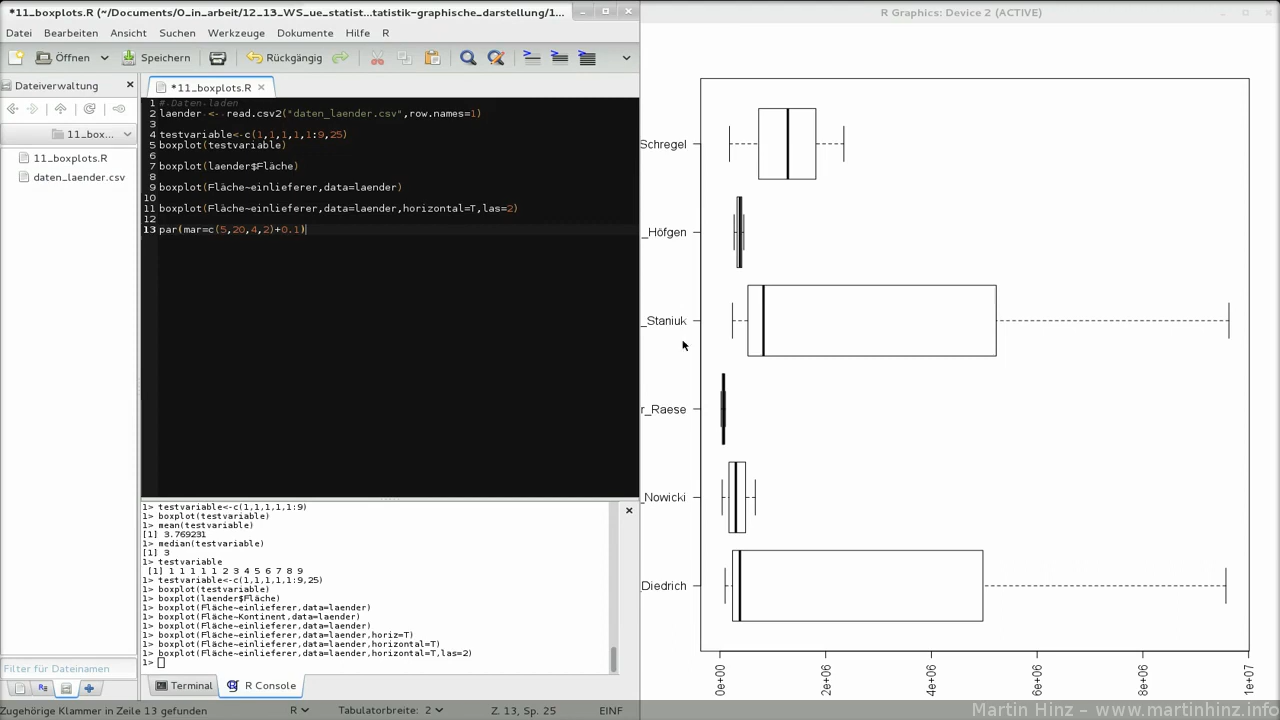 *11_boxplots.R (~/Documents/0_in_arbeit/12_13_WS_ue_statist...tatistik-graphische_darstellung/1...
R Graphics: Device 2 (ACTIVE)
Datei Bearbeiten Ansicht Suchen Werkzeuge Dokumente Hilfe R
Öffnen Speichern Rückgängig
Dateiverwaltung
*11_boxplots.R
11_box...
11_boxplots.R
daten_laender.csv
1 # Daten laden
2 laender <- read.csv2("daten_laender.csv",row.names=1)
3
4 testvariable<-c(1,1,1,1,1:9,25)
5 boxplot(testvariable)
6
7 boxplot(laender$Fläche)
8
9 boxplot(Fläche~einlieferer,data=laender)
10
11 boxplot(Fläche~einlieferer,data=laender,horizontal=T,las=2)
12
13 par(mar=c(5,20,4,2)+0.1)
1> testvariable<-c(1,1,1,1,1:9)
1> boxplot(testvariable)
1> mean(testvariable)
[1] 3.769231
1> median(testvariable)
[1] 3
1> testvariable
[1] 1 1 1 1 1 2 3 4 5 6 7 8 9
1> testvariable<-c(1,1,1,1,1:9,25)
1> boxplot(testvariable)
1> boxplot(laender$Fläche)
1> boxplot(Fläche~einlieferer,data=laender)
1> boxplot(Fläche~Kontinent,data=laender)
1> boxplot(Fläche~einlieferer,data=laender)
1> boxplot(Fläche~einlieferer,data=laender,horiz=T)
1> boxplot(Fläche~einlieferer,data=laender,horizontal=T)
1> boxplot(Fläche~einlieferer,data=laender,horizontal=T,las=2)
1>
Filter für Dateinamen
Terminal R Console
Zugehörige Klammer in Zeile 13 gefunden R Tabulatorbreite: 2 Z. 13, Sp. 25 EINF
Schregel
_Höfgen
_Staniuk
r_Raese
_Nowicki
Diedrich
0e+00 2e+06 4e+06 6e+06 8e+06 1e+07
Martin Hinz - www.martinhinz.info